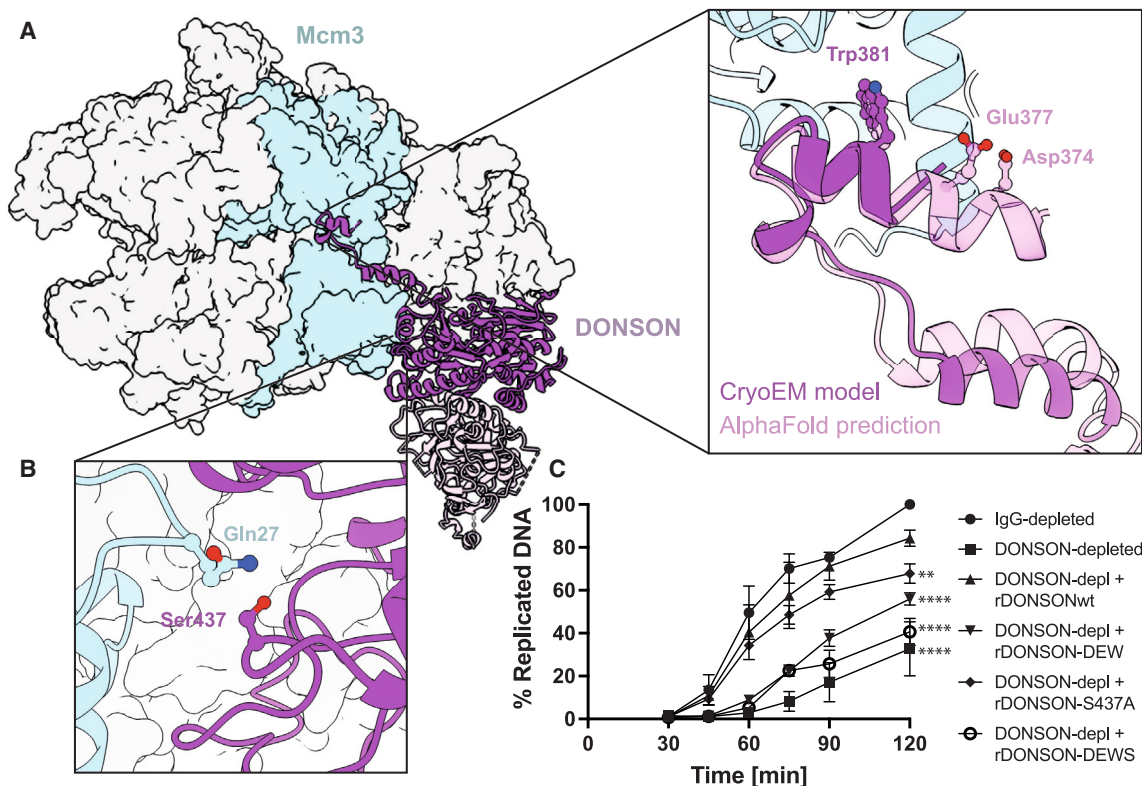 A
Mcm3
DONSON
Trp381
Glu377
Asp374
CryoEM model
AlphaFold prediction
B
Gln27
Ser437
C
% Replicated DNA
100
80
60
40
20
0
0
30
60
90
120
Time [min]
**
****
****
****
IgG-depleted
DONSON-depleted
DONSON-depl +
rDONSONwt
DONSON-depl +
rDONSON-DEW
DONSON-depl +
rDONSON-S437A
DONSON-depl +
rDONSON-DEWS